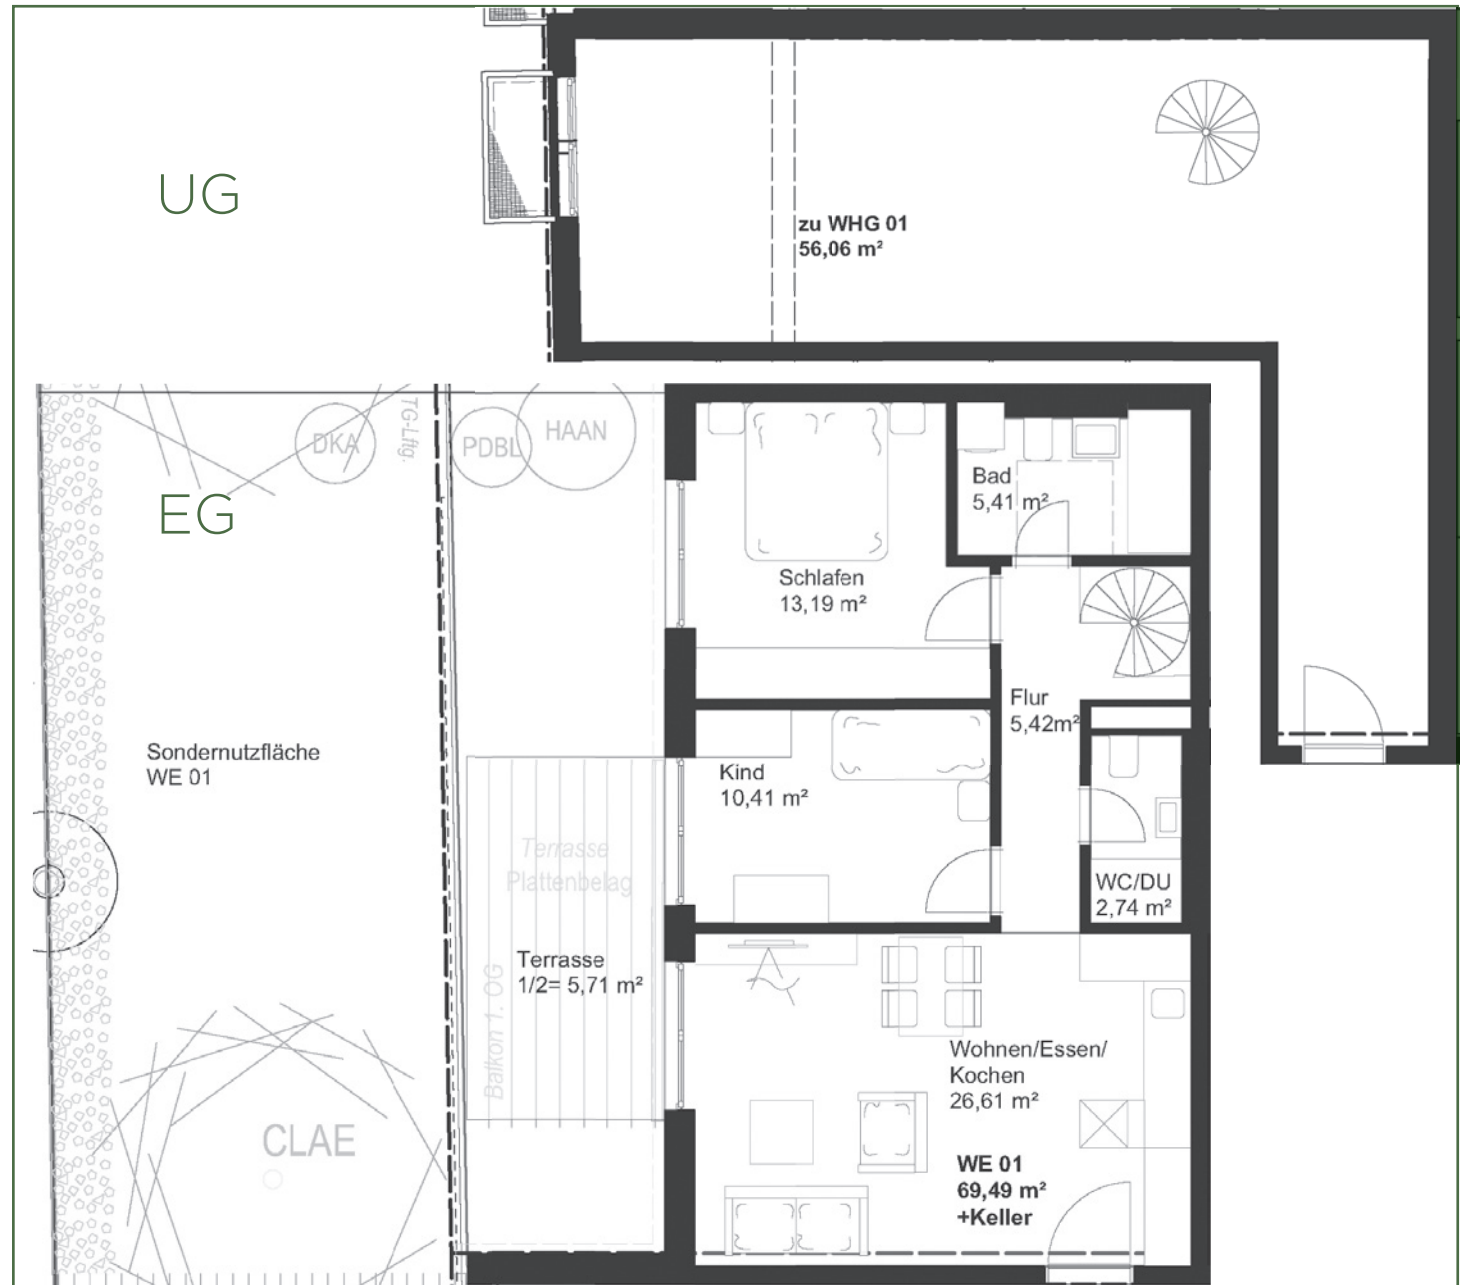 UG
zu WHG 01
56,06 m²
TG-Lftg.
DKA
PDBL
HAAN
EG
Bad
5,41 m²
Schlafen
13,19 m²
Flur
5,42m²
Sondernutzfläche
WE 01
Kind
10,41 m²
Terrasse
Plattenbelag
WC/DU
2,74 m²
Terrasse
1/2= 5,71 m²
Balkon 1. OG
Wohnen/Essen/
Kochen
26,61 m²
CLAE
WE 01
69,49 m²
+Keller